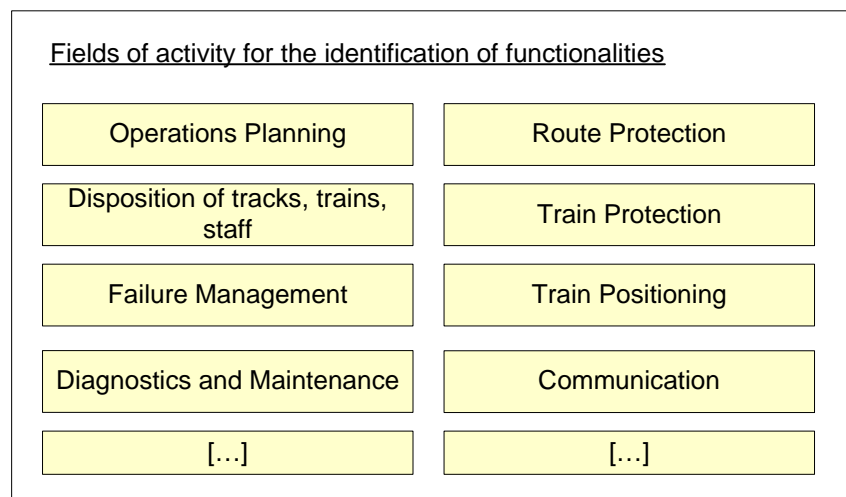 Fields of activity for the identification of functionalities
Operations Planning
Route Protection
Disposition of tracks, trains,
staff
Train Protection
Failure Management
Train Positioning
Diagnostics and Maintenance
Communication
[…]
[…]